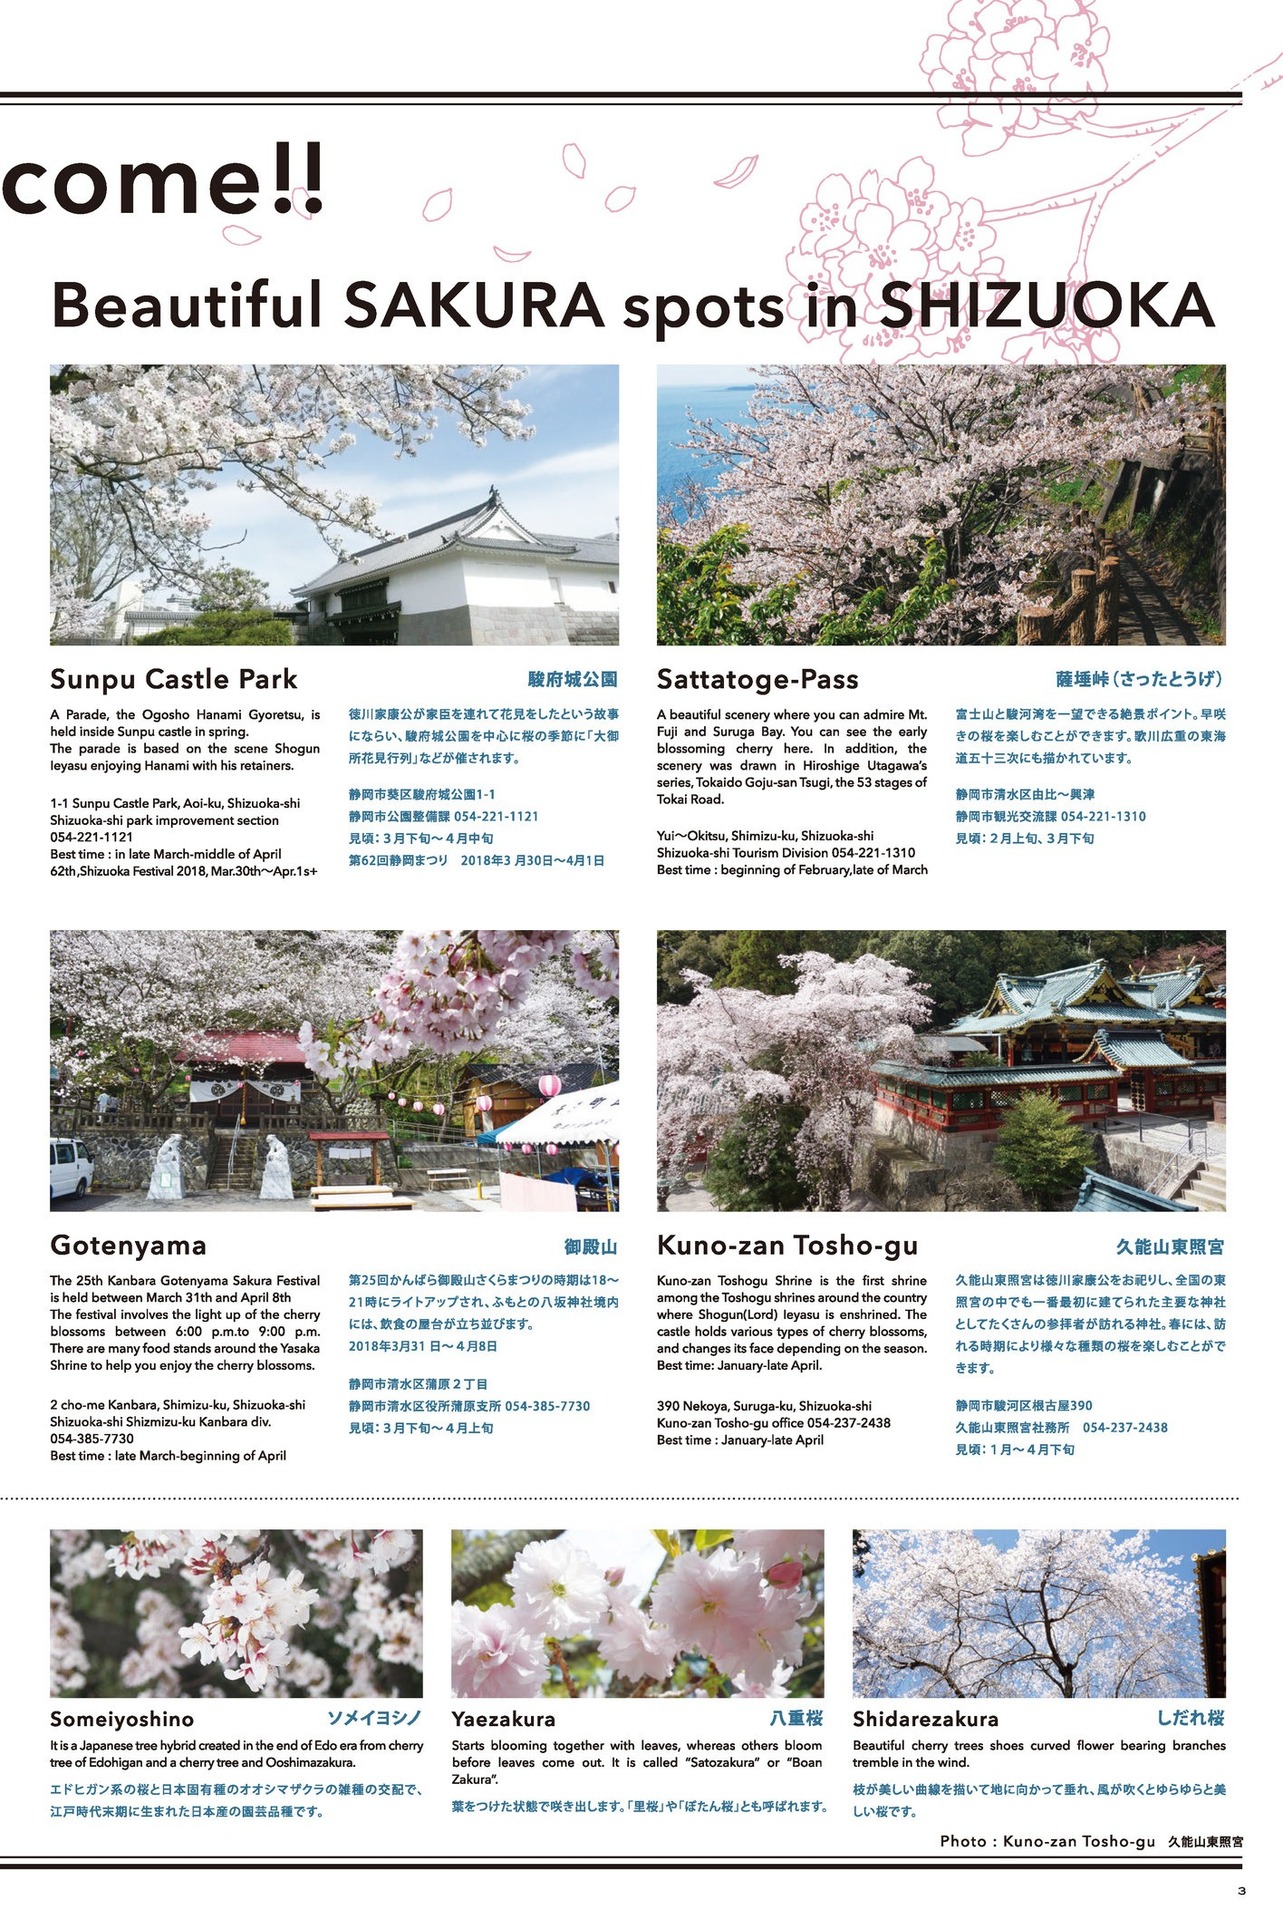 come!!
Beautiful SAKURA spots in SHIZUOKA
Sunpu Castle Park
駿府城公園
A Parade, the Ogosho Hanami Gyoretsu, is
held inside Sunpu castle in spring.
The parade is based on the scene Shogun
Ieyasu enjoying Hanami with his retainers.
1-1 Sunpu Castle Park, Aoi-ku, Shizuoka-shi
Shizuoka-shi park improvement section
054-221-1121
Best time : in late March-middle of April
62th,Shizuoka Festival 2018, Mar.30th〜Apr.1s+
徳川家康公が家臣を連れて花見をしたという故事
にならい、駿府城公園を中心に桜の季節に「大御
所花見行列」などが催されます。
静岡市葵区駿府城公園1-1
静岡市公園整備課 054-221-1121
見頃：３月下旬〜４月中旬
第62回静岡まつり　2018年3月30日〜4月1日
Sattatoge-Pass
薩埵峠（さったとうげ）
A beautiful scenery where you can admire Mt.
Fuji and Suruga Bay. You can see the early
blossoming cherry here. In addition, the
scenery was drawn in Hiroshige Utagawa’s
series, Tokaido Goju-san Tsugi, the 53 stages of
Tokai Road.
Yui〜Okitsu, Shimizu-ku, Shizuoka-shi
Shizuoka-shi Tourism Division 054-221-1310
Best time : beginning of February,late of March
富士山と駿河湾を一望できる絶景ポイント。早咲
きの桜を楽しむことができます。歌川広重の東海
道五十三次にも描かれています。
静岡市清水区由比〜興津
静岡市観光交流課 054-221-1310
見頃：２月上旬、３月下旬
Gotenyama
御殿山
The 25th Kanbara Gotenyama Sakura Festival
is held between March 31th and April 8th
The festival involves the light up of the cherry
blossoms between 6:00 p.m.to 9:00 p.m.
There are many food stands around the Yasaka
Shrine to help you enjoy the cherry blossoms.
2 cho-me Kanbara, Shimizu-ku, Shizuoka-shi
Shizuoka-shi Shizmizu-ku Kanbara div.
054-385-7730
Best time : late March-beginning of April
第25回かんばら御殿山さくらまつりの時期は18〜
21時にライトアップされ、ふもとの八坂神社境内
には、飲食の屋台が立ち並びます。
2018年3月31日〜４月8日
静岡市清水区蒲原２丁目
静岡市清水区役所蒲原支所 054-385-7730
見頃：３月下旬〜４月上旬
Kuno-zan Tosho-gu
久能山東照宮
Kuno-zan Toshogu Shrine is the first shrine
among the Toshogu shrines around the country
where Shogun(Lord) Ieyasu is enshrined. The
castle holds various types of cherry blossoms,
and changes its face depending on the season.
Best time: January-late April.
390 Nekoya, Suruga-ku, Shizuoka-shi
Kuno-zan Tosho-gu office 054-237-2438
Best time : January-late April
久能山東照宮は徳川家康公をお祀りし、全国の東
照宮の中でも一番最初に建てられた主要な神社
としてたくさんの参拝者が訪れる神社。春には、訪
れる時期により様々な種類の桜を楽しむことがで
きます。
静岡市駿河区根古屋390
久能山東照宮社務所　054-237-2438
見頃：１月〜４月下旬
Someiyoshino
ソメイヨシノ
It is a Japanese tree hybrid created in the end of Edo era from cherry
tree of Edohigan and a cherry tree and Ooshimazakura.
エドヒガン系の桜と日本固有種のオオシマザクラの雑種の交配で、
江戸時代末期に生まれた日本産の園芸品種です。
Yaezakura
八重桜
Starts blooming together with leaves, whereas others bloom
before leaves come out. It is called “Satozakura” or “Boan
Zakura”.
葉をつけた状態で咲き出します。「里桜」や「ぼたん桜」とも呼ばれます。
Shidarezakura
しだれ桜
Beautiful cherry trees shoes curved flower bearing branches
tremble in the wind.
枝が美しい曲線を描いて地に向かって垂れ、風が吹くとゆらゆらと美
しい桜です。
Photo : Kuno-zan Tosho-gu　久能山東照宮
3